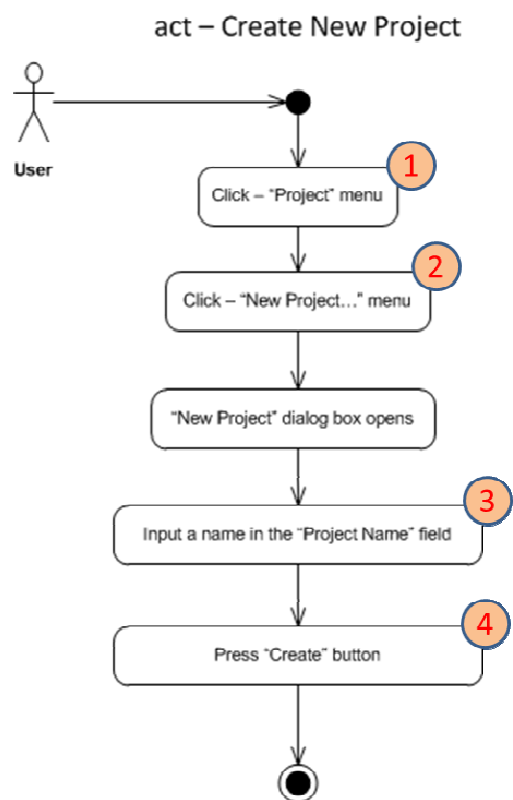 act – Create New Project
User
1
Click – “Project” menu
2
Click – “New Project...” menu
“New Project” dialog box opens
3
Input a name in the “Project Name” field
4
Press “Create” button